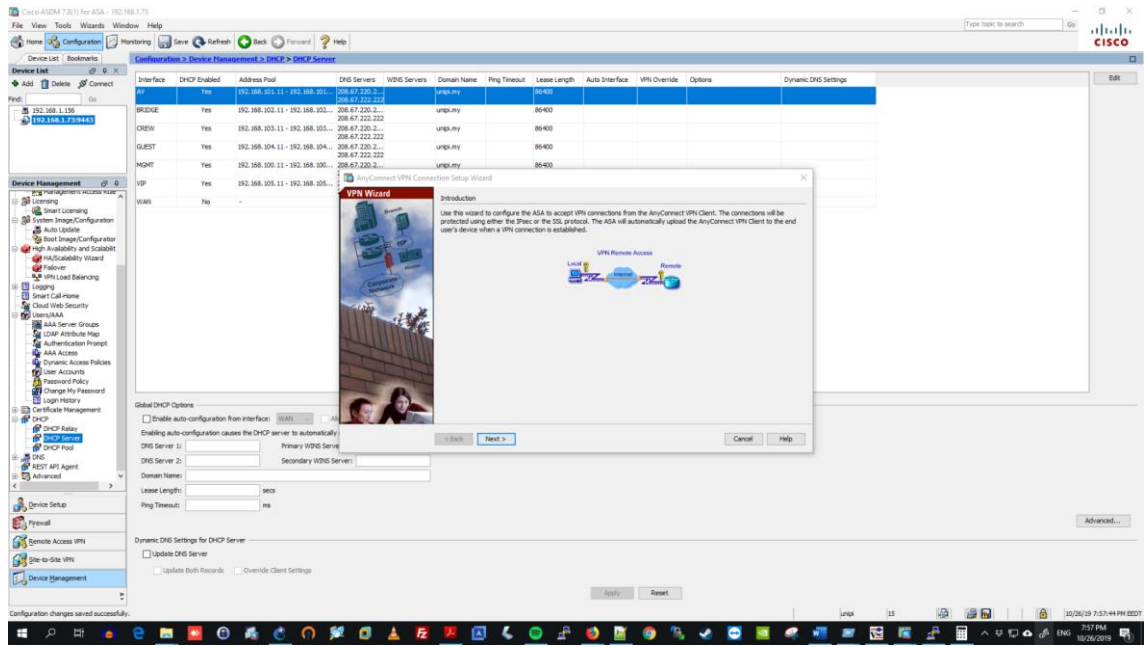 Cisco ASDM 7.8(1) for ASA - 192.168.1.73
File View Tools Wizards Window Help
Type topic to search Go
Home Configuration Monitoring Save Refresh Back Forward Help
CISCO
Device List Bookmarks
Configuration > Device Management > DHCP > DHCP Server
Device List
Add Delete Connect
Find: Go
192.168.1.156
192.168.1.73:9443
Interface DHCP Enabled Address Pool DNS Servers WINS Servers Domain Name Ping Timeout Lease Length Auto Interface VPN Override Options Dynamic DNS Settings
Edit
AV Yes 192.168.101.11 - 192.168.101... 208.67.220.2... unipi.my 86400
208.67.222.222
BRIDGE Yes 192.168.102.11 - 192.168.102... 208.67.220.2... unipi.my 86400
208.67.222.222
CREW Yes 192.168.103.11 - 192.168.103... 208.67.220.2... unipi.my 86400
208.67.222.222
GUEST Yes 192.168.104.11 - 192.168.104... 208.67.220.2... unipi.my 86400
208.67.222.222
MGMT Yes 192.168.100.11 - 192.168.100... 208.67.220.2... unipi.my 86400
VIP Yes 192.168.105.11 - 192.168.105...
WAN No -
Device Management
Management Access Rule
Licensing
Smart Licensing
System Image/Configuration
Auto Update
Boot Image/Configuration
High Availability and Scalabilit
HA/Scalability Wizard
Failover
VPN Load Balancing
Logging
Smart Call-Home
Cloud Web Security
Users/AAA
AAA Server Groups
LDAP Attribute Map
Authentication Prompt
AAA Access
Dynamic Access Policies
User Accounts
Password Policy
Change My Password
Login History
Certificate Management
DHCP
DHCP Relay
DHCP Server
DHCP Pool
DNS
REST API Agent
Advanced
Device Setup
Firewall
Remote Access VPN
Site-to-Site VPN
Device Management
AnyConnect VPN Connection Setup Wizard
VPN Wizard
Branch
ISP
Corporate Network
Introduction
Use this wizard to configure the ASA to accept VPN connections from the AnyConnect VPN Client. The connections will be
protected using either the IPsec or the SSL protocol. The ASA will automatically upload the AnyConnect VPN Client to the end
user's device when a VPN connection is established.
VPN Remote Access
Local Internet Remote
< Back Next > Cancel Help
Global DHCP Options
Enable auto-configuration from interface: WAN
Enabling auto-configuration causes the DHCP server to automatically
DNS Server 1: Primary WINS Serve
DNS Server 2: Secondary WINS Server:
Domain Name:
Lease Length: secs
Ping Timeout: ms
Advanced...
Dynamic DNS Settings for DHCP Server
Update DNS Server
Update Both Records Override Client Settings
Apply Reset
Configuration changes saved successfully.
unipi 15 10/26/19 7:57:44 PM EEDT
ENG 7:57 PM
10/26/2019